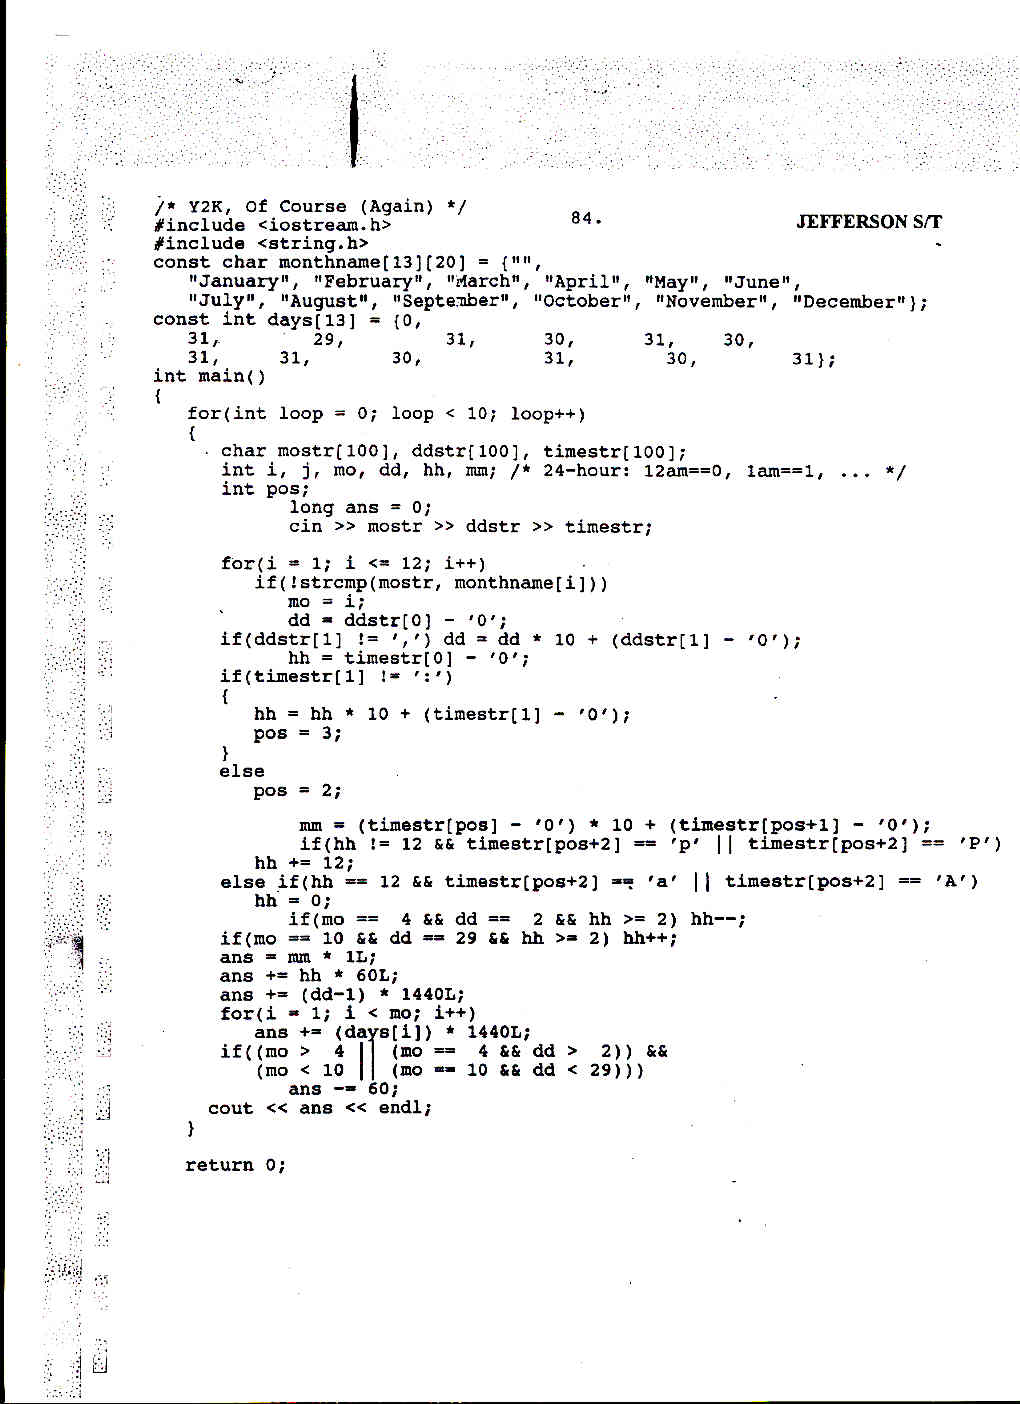 /* Y2K, Of Course (Again) */
84.
JEFFERSON S/T
#include <iostream.h>
#include <string.h>
const char monthname[13][20] = {"",
"January", "February", "March", "April", "May", "June",
"July", "August", "September", "October", "November", "December"};
const int days[13] = {0,
31, 29, 31, 30, 31, 30,
31, 31, 30, 31, 30, 31};
int main()
{
for(int loop = 0; loop < 10; loop++)
{
char mostr[100], ddstr[100], timestr[100];
int i, j, mo, dd, hh, mm; /* 24-hour: 12am==0, 1am==1, ... */
int pos;
long ans = 0;
cin >> mostr >> ddstr >> timestr;
for(i = 1; i <= 12; i++)
if(!strcmp(mostr, monthname[i]))
mo = i;
dd = ddstr[0] - '0';
if(ddstr[1] != ',') dd = dd * 10 + (ddstr[1] - '0');
hh = timestr[0] - '0';
if(timestr[1] != ':')
{
hh = hh * 10 + (timestr[1] - '0');
pos = 3;
}
else
pos = 2;
mm = (timestr[pos] - '0') * 10 + (timestr[pos+1] - '0');
if(hh != 12 && timestr[pos+2] == 'p' || timestr[pos+2] == 'P')
hh += 12;
else if(hh == 12 && timestr[pos+2] == 'a' || timestr[pos+2] == 'A')
hh = 0;
if(mo == 4 && dd == 2 && hh >= 2) hh--;
if(mo == 10 && dd == 29 && hh >= 2) hh++;
ans = mm * 1L;
ans += hh * 60L;
ans += (dd-1) * 1440L;
for(i = 1; i < mo; i++)
ans += (days[i]) * 1440L;
if((mo > 4 || (mo == 4 && dd > 2)) &&
(mo < 10 || (mo == 10 && dd < 29)))
ans -= 60;
cout << ans << endl;
}
return 0;